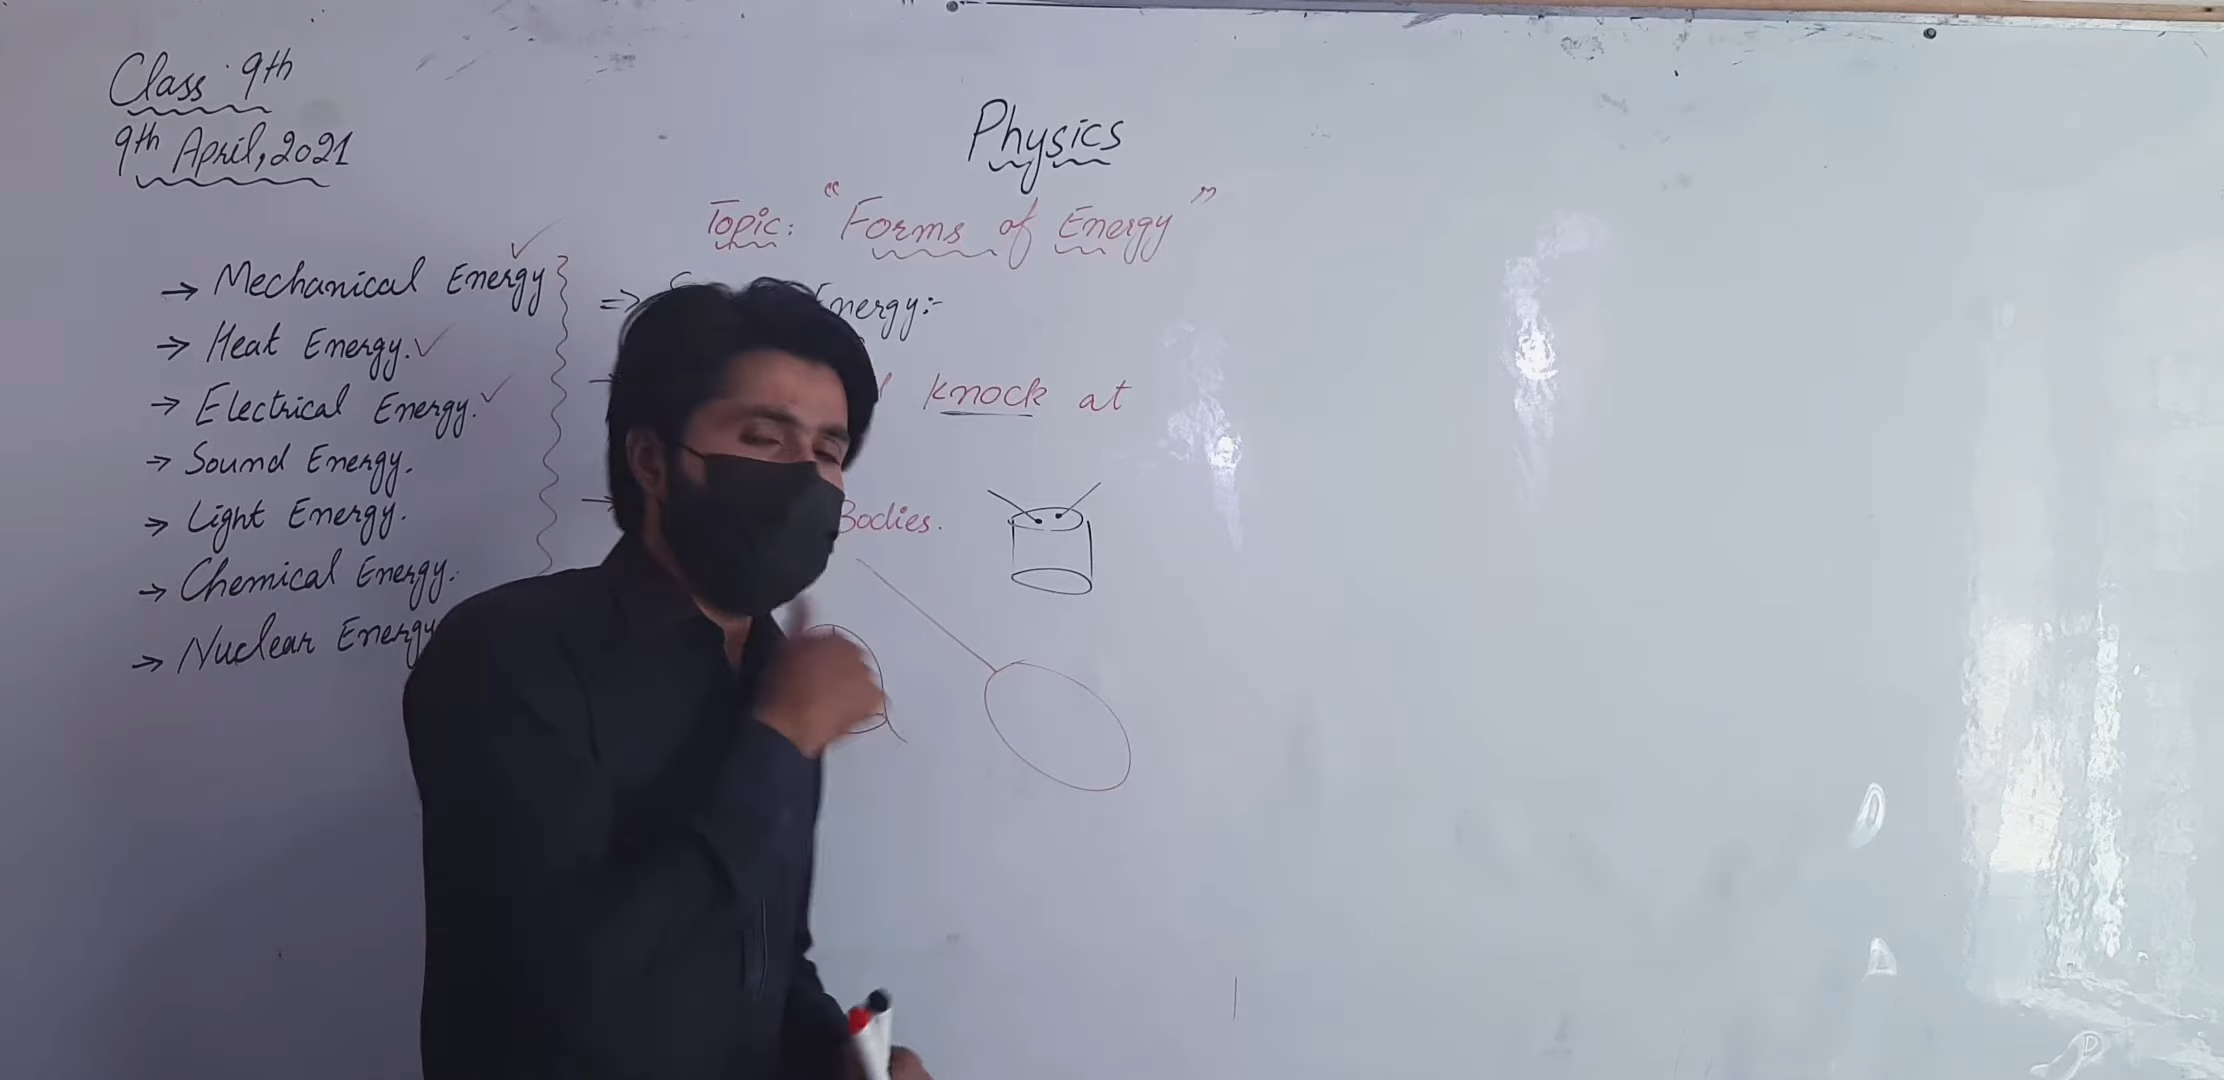 Class 9th
9th April, 2021
Physics
Topic: "Forms of Energy"
→ Mechanical Energy ✓
→ Heat Energy. ✓
→ Electrical Energy. ✓
→ Sound Energy.
→ Light Energy.
→ Chemical Energy.
→ Nuclear Energy
=> Energy:-
knock at
Bodies.